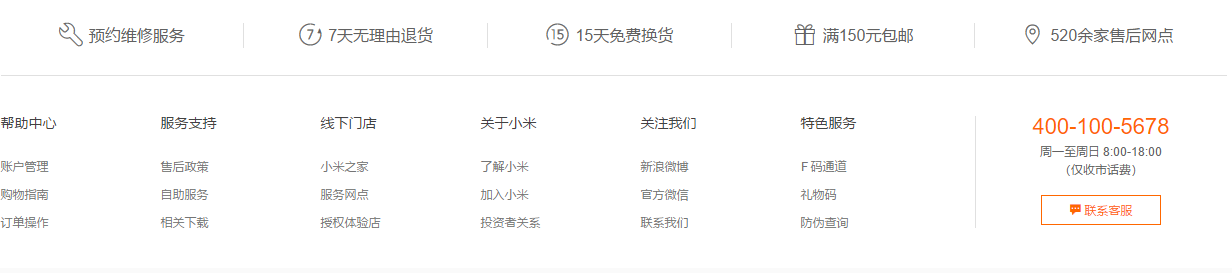 预约维修服务
7 7天无理由退货
15 15天免费换货
满150元包邮
520余家售后网点
帮助中心
账户管理
购物指南
订单操作
服务支持
售后政策
自助服务
相关下载
线下门店
小米之家
服务网点
授权体验店
关于小米
了解小米
加入小米
投资者关系
关注我们
新浪微博
官方微信
联系我们
特色服务
F 码通道
礼物码
防伪查询
400-100-5678
周一至周日 8:00-18:00
（仅收市话费）
联系客服